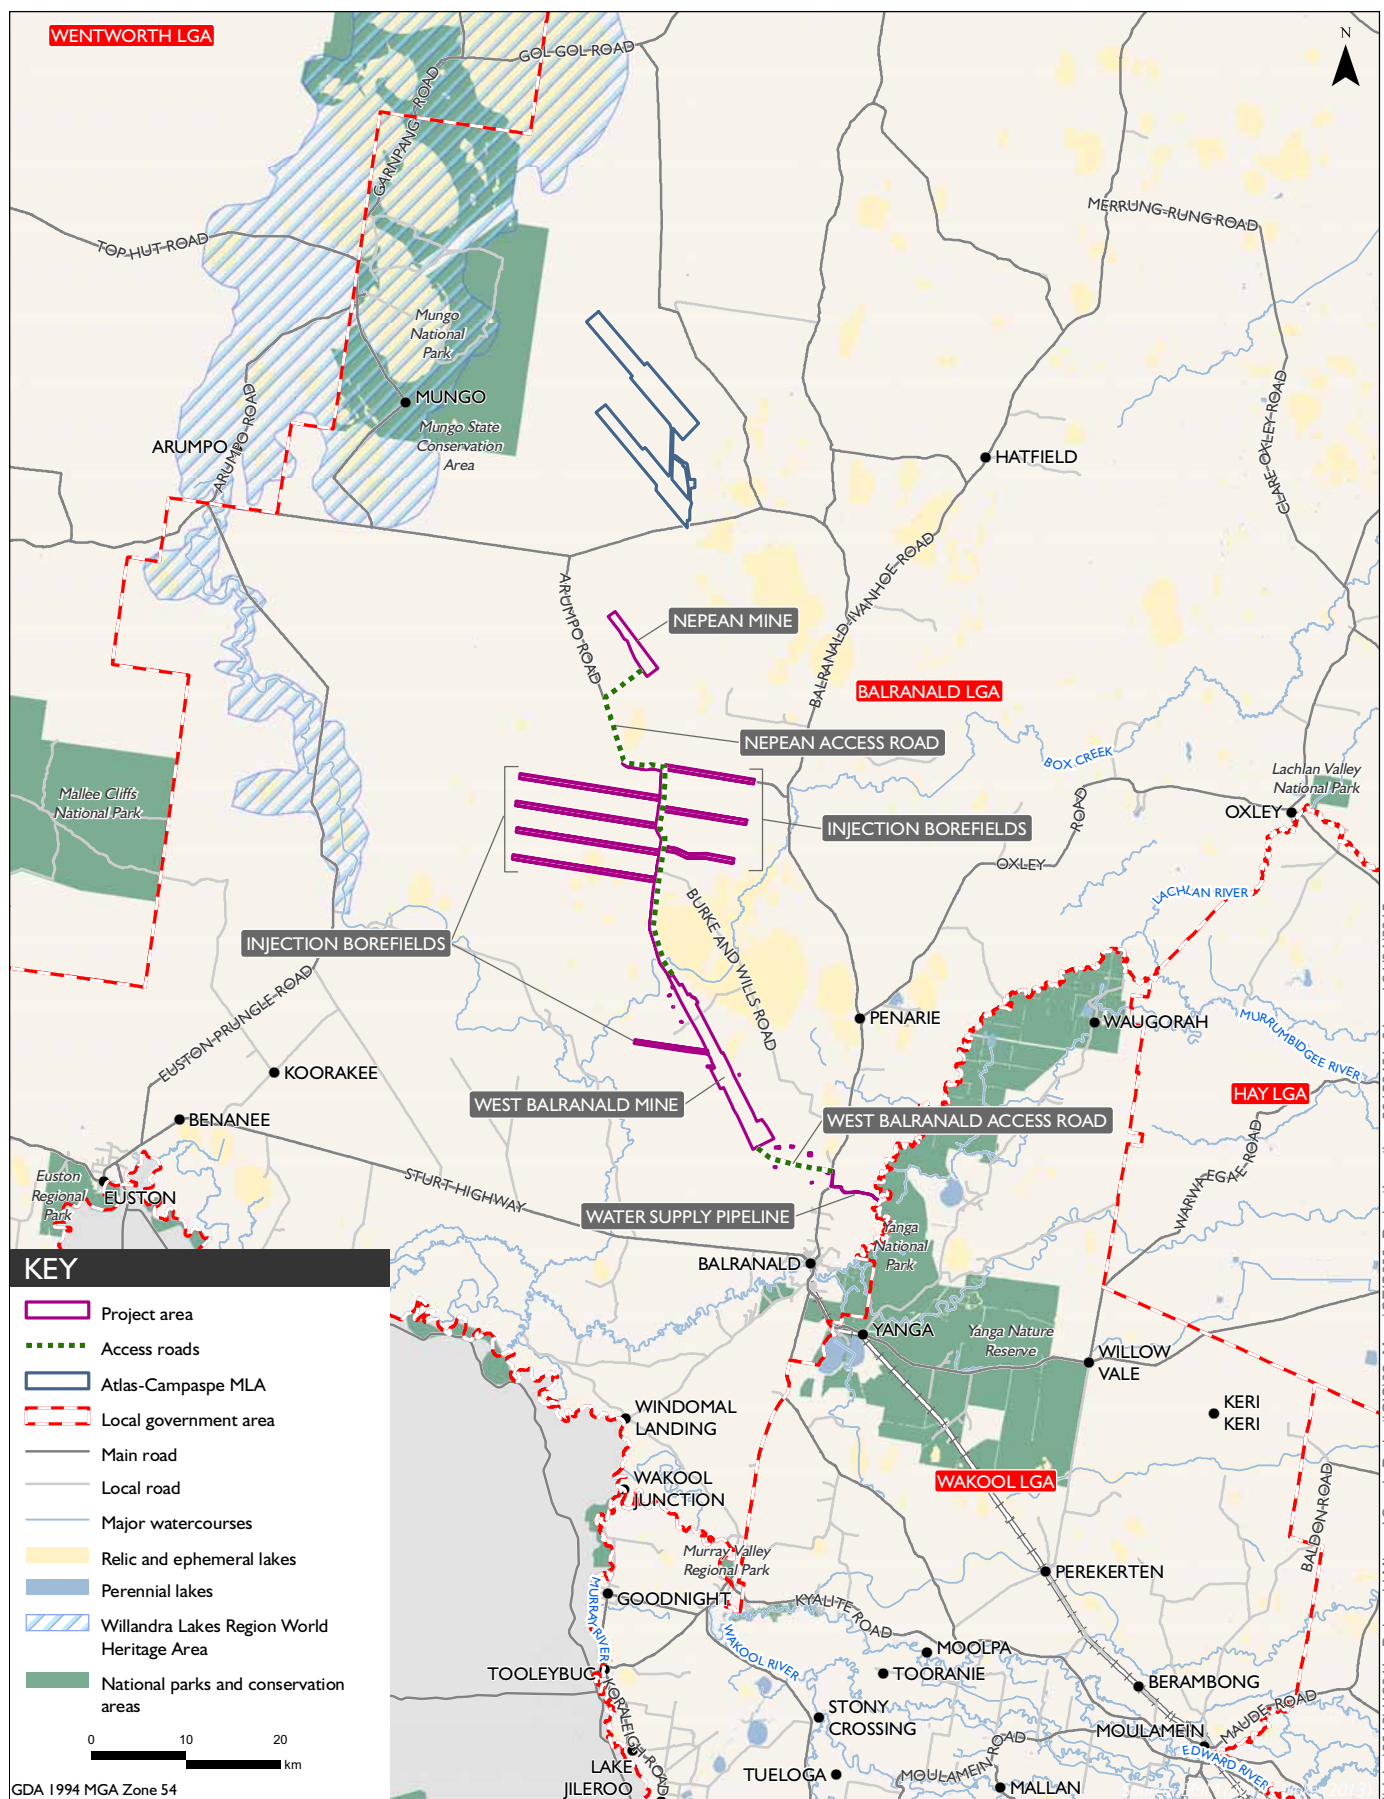 WENTWORTH LGA
GOL GOL ROAD
N
GARNPANG ROAD
MERRUNG-RUNG ROAD
TOP HUT ROAD
Mungo
National
Park
MUNGO
Mungo State
Conservation
Area
ARUMPO
ARUMPO ROAD
CLARE-OXLEY ROAD
HATFIELD
BALRANALD-IVANHOE ROAD
ARUMPO ROAD
NEPEAN MINE
BALRANALD LGA
NEPEAN ACCESS ROAD
BOX CREEK
Lachlan Valley
National Park
Mallee Cliffs
National Park
OXLEY
OXLEY
ROAD
INJECTION BOREFIELDS
LACHLAN RIVER
BURKE AND WILLS ROAD
INJECTION BOREFIELDS
EUSTON-PRUNGLE-ROAD
PENARIE
WAUGORAH
MURRUMBIDGEE RIVER
KOORAKEE
HAY LGA
WEST BALRANALD MINE
WEST BALRANALD ACCESS ROAD
BENANEE
Euston
Regional
Park
EUSTON
STURT HIGHWAY
WARWAEGAE-ROAD
WATER SUPPLY PIPELINE
Yanga
National
Park
BALRANALD
YANGA
Yanga Nature
Reserve
WILLOW
VALE
KERI
KERI
WINDOMAL
LANDING
WAKOOL
JUNCTION
WAKOOL LGA
BALDON ROAD
Murray Valley
Regional Park
PEREKERTEN
GOODNIGHT
MURRAY RIVER
KYALITE ROAD
WAKOOL RIVER
MOOLPA
TOORANIE
TOOLEYBUC
KORALEIGH ROAD
BERAMBONG
STONY
CROSSING
MOULAMEIN
MAUDE-ROAD
EDWARD RIVER
MOULAMEIN-ROAD
LAKE
JILEROO
TUELOGA
MALLAN
KEY
Project area
Access roads
Atlas-Campaspe MLA
Local government area
Main road
Local road
Major watercourses
Relic and ephemeral lakes
Perennial lakes
Willandra Lakes Region World
Heritage Area
National parks and conservation
areas
0 10 20
km
GDA 1994 MGA Zone 54